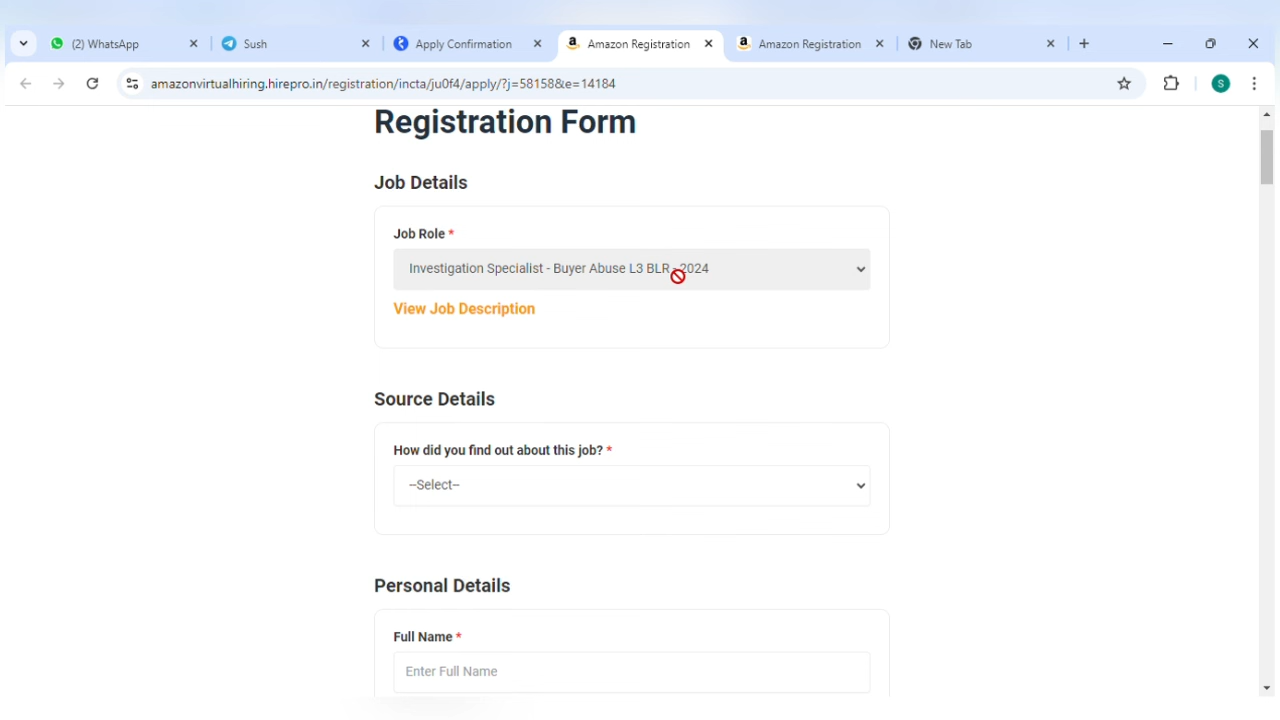 (2) WhatsApp
Sush
Apply Confirmation
Amazon Registration
Amazon Registration
New Tab
amazonvirtualhiring.hirepro.in/registration/incta/ju0f4/apply/?j=58158&e=14184
S
Registration Form
Job Details
Job Role *
Investigation Specialist - Buyer Abuse L3 BLR - 2024
View Job Description
Source Details
How did you find out about this job? *
--Select--
Personal Details
Full Name *
Enter Full Name